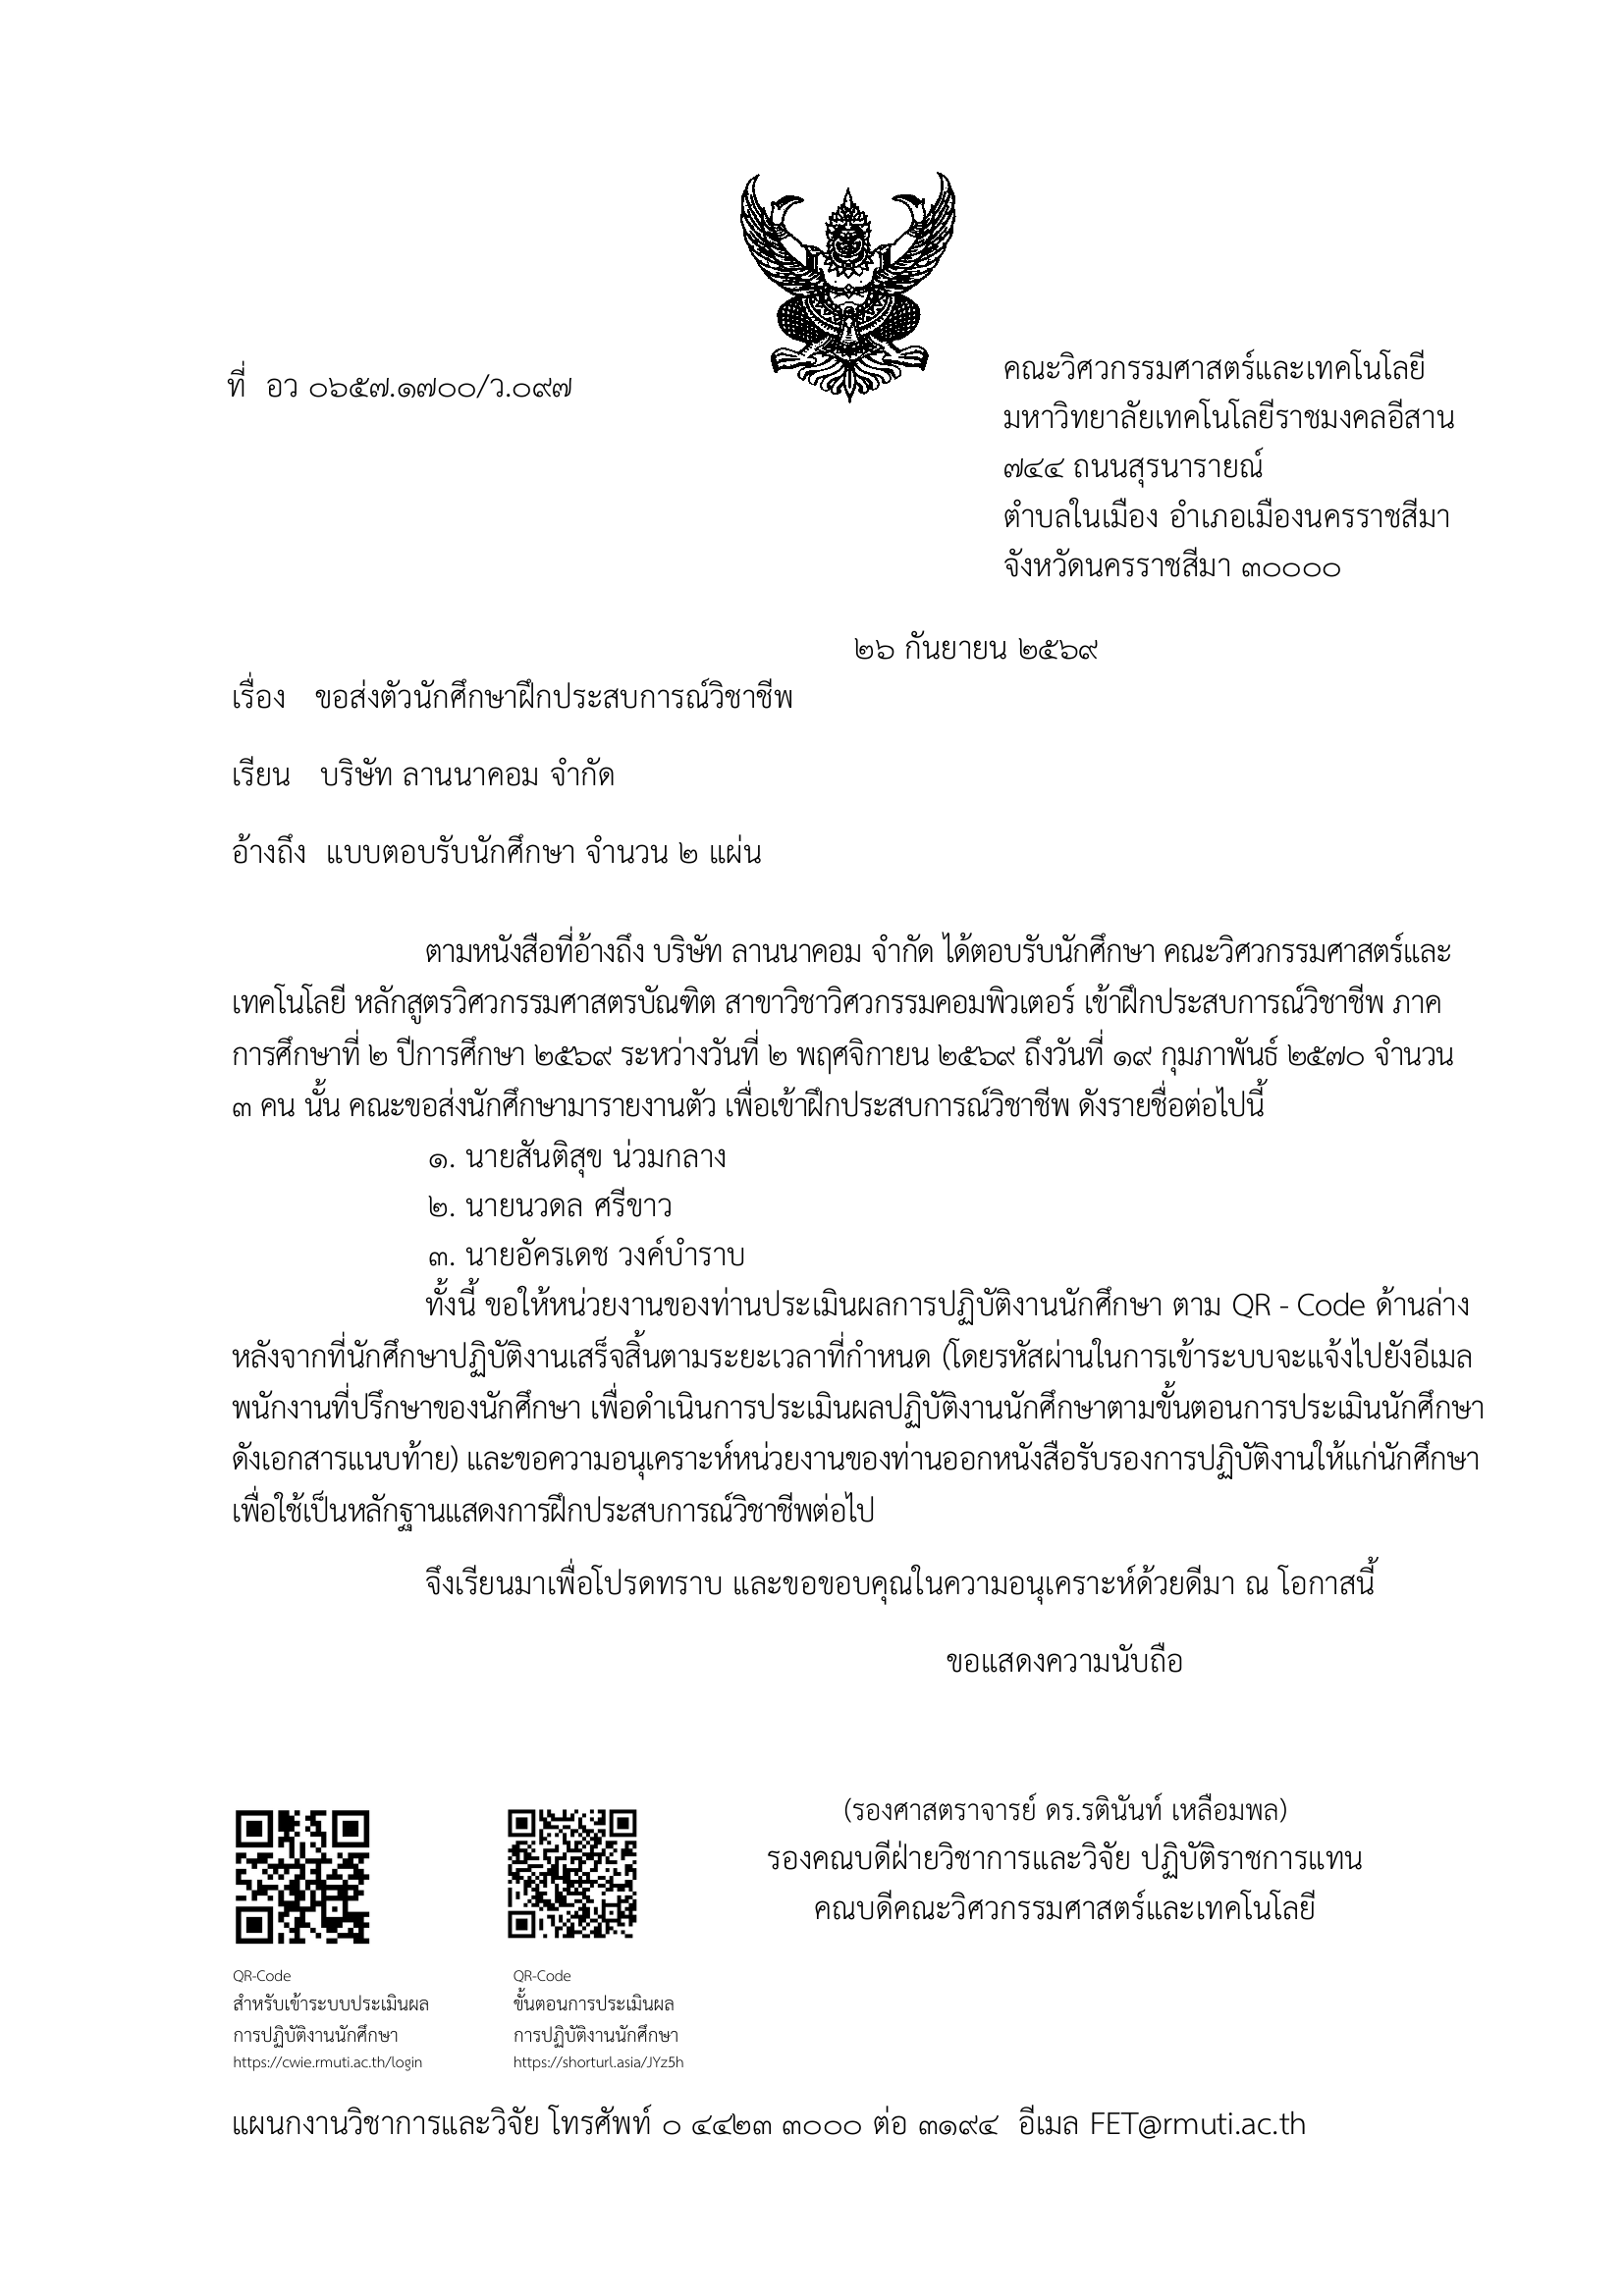 ที่ อว ๐๖๕๗.๑๗๐๐/ว.๐๙๗
คณะวิศวกรรมศาสตร์และเทคโนโลยี
มหาวิทยาลัยเทคโนโลยีราชมงคลอีสาน
๗๔๔ ถนนสุรนารายณ์
ตำบลในเมือง อำเภอเมืองนครราชสีมา
จังหวัดนครราชสีมา ๓๐๐๐๐
๒๖ กันยายน ๒๕๖๙
เรื่อง ขอส่งตัวนักศึกษาฝึกประสบการณ์วิชาชีพ
เรียน บริษัท ลานนาคอม จำกัด
อ้างถึง แบบตอบรับนักศึกษา จำนวน ๒ แผ่น
ตามหนังสือที่อ้างถึง บริษัท ลานนาคอม จำกัด ได้ตอบรับนักศึกษา คณะวิศวกรรมศาสตร์และ
เทคโนโลยี หลักสูตรวิศวกรรมศาสตรบัณฑิต สาขาวิชาวิศวกรรมคอมพิวเตอร์ เข้าฝึกประสบการณ์วิชาชีพ ภาค
การศึกษาที่ ๒ ปีการศึกษา ๒๕๖๙ ระหว่างวันที่ ๒ พฤศจิกายน ๒๕๖๙ ถึงวันที่ ๑๙ กุมภาพันธ์ ๒๕๗๐ จำนวน
๓ คน นั้น คณะขอส่งนักศึกษามารายงานตัว เพื่อเข้าฝึกประสบการณ์วิชาชีพ ดังรายชื่อต่อไปนี้
๑. นายสันติสุข น่วมกลาง
๒. นายนวดล ศรีขาว
๓. นายอัครเดช วงค์บำราบ
ทั้งนี้ ขอให้หน่วยงานของท่านประเมินผลการปฏิบัติงานนักศึกษา ตาม QR - Code ด้านล่าง
หลังจากที่นักศึกษาปฏิบัติงานเสร็จสิ้นตามระยะเวลาที่กำหนด (โดยรหัสผ่านในการเข้าระบบจะแจ้งไปยังอีเมล
พนักงานที่ปรึกษาของนักศึกษา เพื่อดำเนินการประเมินผลปฏิบัติงานนักศึกษาตามขั้นตอนการประเมินนักศึกษา
ดังเอกสารแนบท้าย) และขอความอนุเคราะห์หน่วยงานของท่านออกหนังสือรับรองการปฏิบัติงานให้แก่นักศึกษา
เพื่อใช้เป็นหลักฐานแสดงการฝึกประสบการณ์วิชาชีพต่อไป
จึงเรียนมาเพื่อโปรดทราบ และขอขอบคุณในความอนุเคราะห์ด้วยดีมา ณ โอกาสนี้
ขอแสดงความนับถือ
(รองศาสตราจารย์ ดร.รตินันท์ เหลือมพล)
รองคณบดีฝ่ายวิชาการและวิจัย ปฏิบัติราชการแทน
คณบดีคณะวิศวกรรมศาสตร์และเทคโนโลยี
QR-Code
สำหรับเข้าระบบประเมินผล
การปฏิบัติงานนักศึกษา
https://cwie.rmuti.ac.th/login
QR-Code
ขั้นตอนการประเมินผล
การปฏิบัติงานนักศึกษา
https://shorturl.asia/JYz5h
แผนกงานวิชาการและวิจัย โทรศัพท์ ๐ ๔๔๒๓ ๓๐๐๐ ต่อ ๓๑๙๔ อีเมล FET@rmuti.ac.th